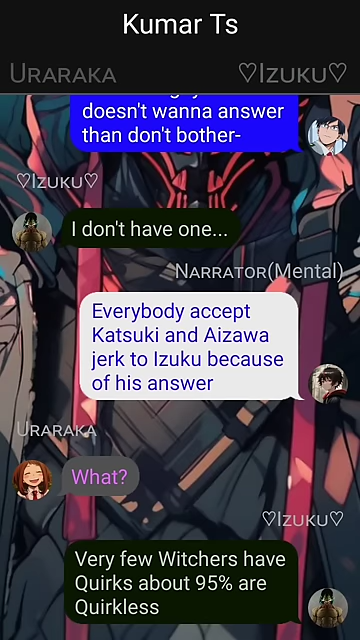 Kumar Ts
Uraraka
♡Izuku♡
doesn't wanna answer
than don't bother-
♡Izuku♡
I don't have one...
Narrator(Mental)
Everybody accept
Katsuki and Aizawa
jerk to Izuku because
of his answer
Uraraka
What?
♡Izuku♡
Very few Witchers have
Quirks about 95% are
Quirkless